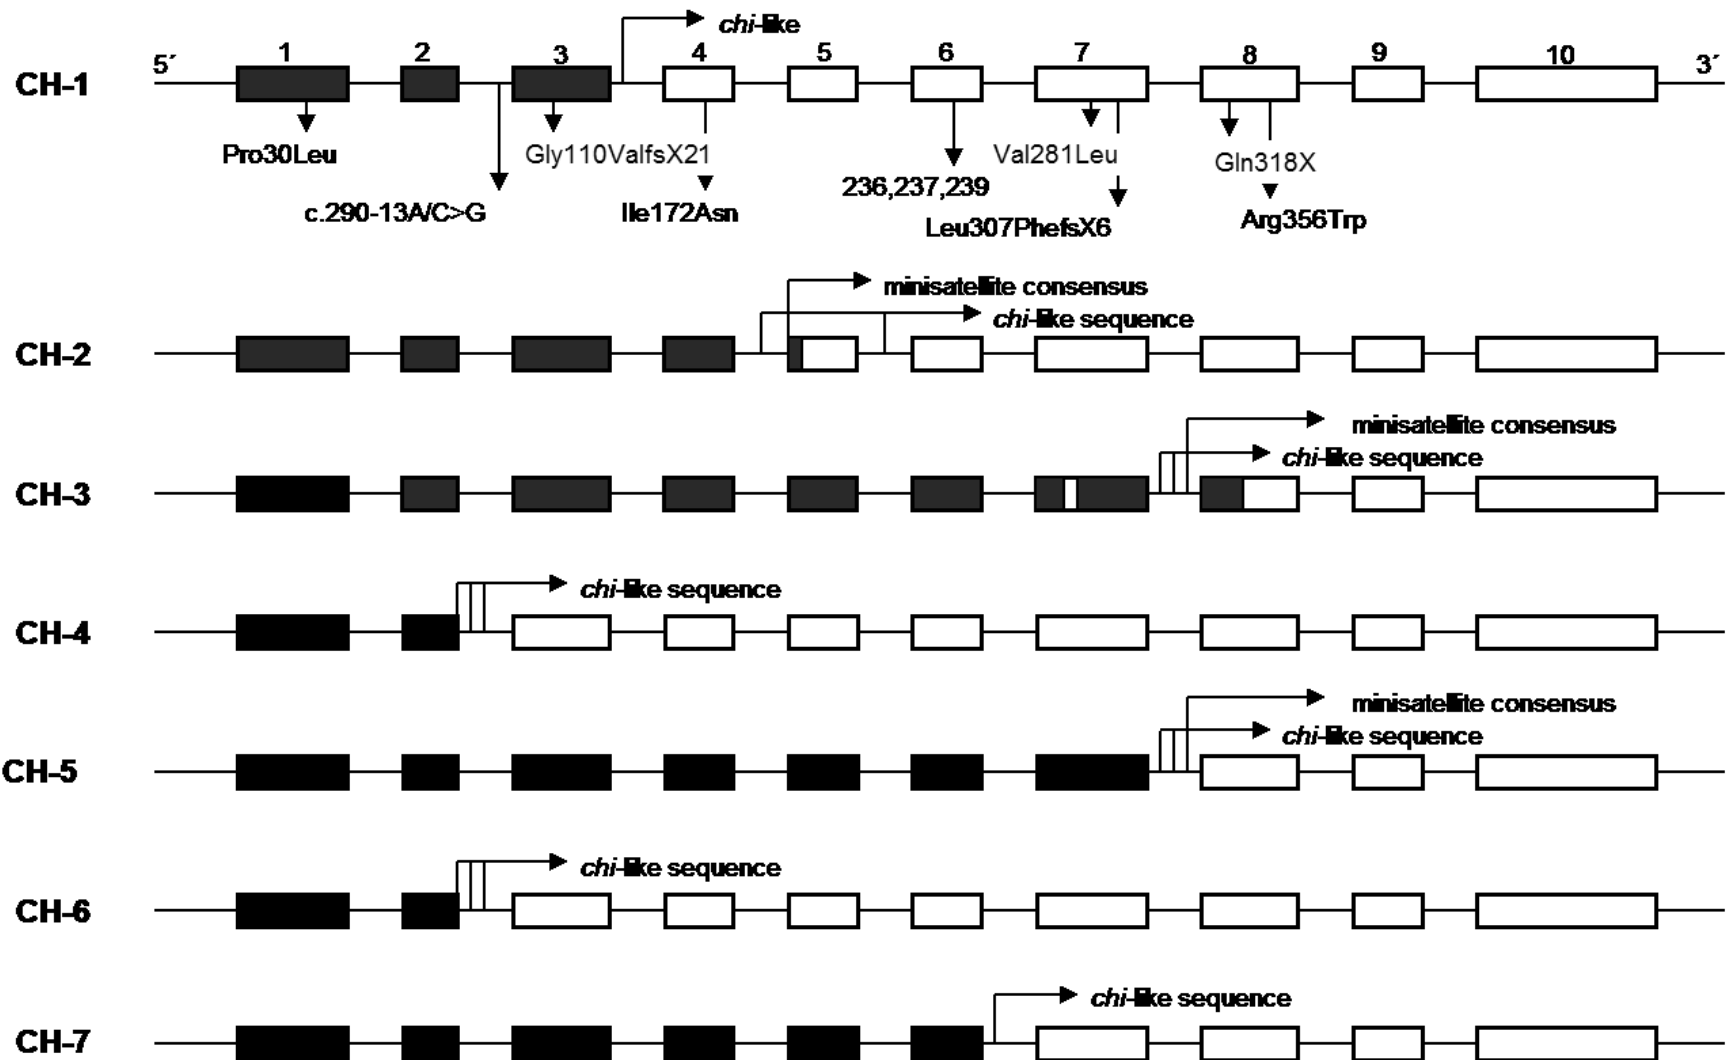 chi-like
5´ 1 2 3 4 5 6 7 8 9 10 3´
CH-1
Pro30Leu Gly110ValfsX21 Val281Leu Gln318X
236,237,239
c.290-13A/C>G Ile172Asn Leu307PhefsX6 Arg356Trp
minisatellite consensus
chi-like sequence
CH-2
minisatellite consensus
chi-like sequence
CH-3
chi-like sequence
CH-4
minisatellite consensus
chi-like sequence
CH-5
chi-like sequence
CH-6
chi-like sequence
CH-7